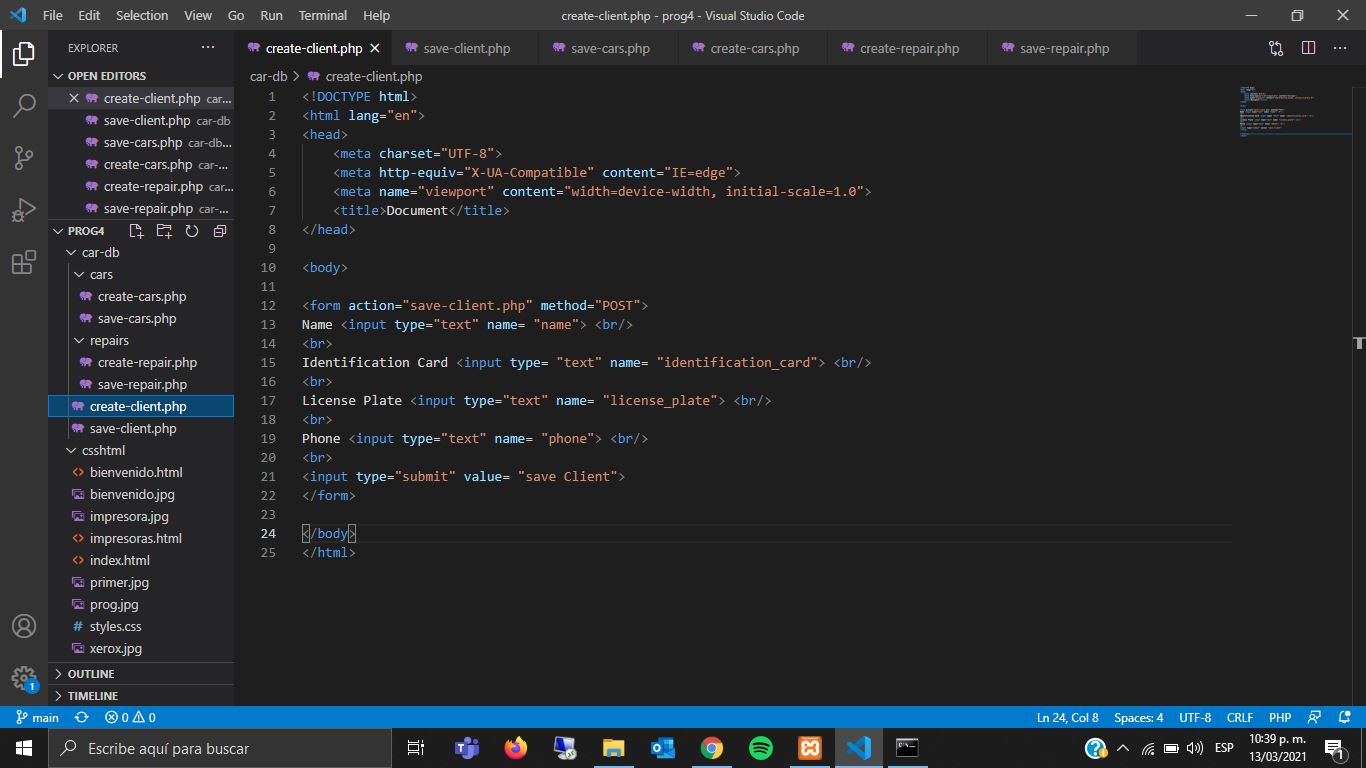 File Edit Selection View Go Run Terminal Help create-client.php - prog4 - Visual Studio Code
EXPLORER
OPEN EDITORS
create-client.php car...
save-client.php car-db
save-cars.php car-db...
create-cars.php car-...
create-repair.php car-...
save-repair.php car-...
PROG4
car-db
cars
create-cars.php
save-cars.php
repairs
create-repair.php
save-repair.php
create-client.php
save-client.php
csshtml
bienvenido.html
bienvenido.jpg
impresora.jpg
impresoras.html
index.html
primer.jpg
prog.jpg
styles.css
xerox.jpg
OUTLINE
TIMELINE
create-client.php save-client.php save-cars.php create-cars.php create-repair.php save-repair.php
car-db > create-client.php
1 <!DOCTYPE html>
2 <html lang="en">
3 <head>
4 <meta charset="UTF-8">
5 <meta http-equiv="X-UA-Compatible" content="IE=edge">
6 <meta name="viewport" content="width=device-width, initial-scale=1.0">
7 <title>Document</title>
8 </head>
9
10 <body>
11
12 <form action="save-client.php" method="POST">
13 Name <input type="text" name= "name"> <br/>
14 <br>
15 Identification Card <input type= "text" name= "identification_card"> <br/>
16 <br>
17 License Plate <input type="text" name= "license_plate"> <br/>
18 <br>
19 Phone <input type="text" name= "phone"> <br/>
20 <br>
21 <input type="submit" value= "save Client">
22 </form>
23
24 </body>
25 </html>
1
main 0 0 Ln 24, Col 8 Spaces: 4 UTF-8 CRLF PHP
Escribe aquí para buscar
ESP
10:39 p. m.
13/03/2021
1